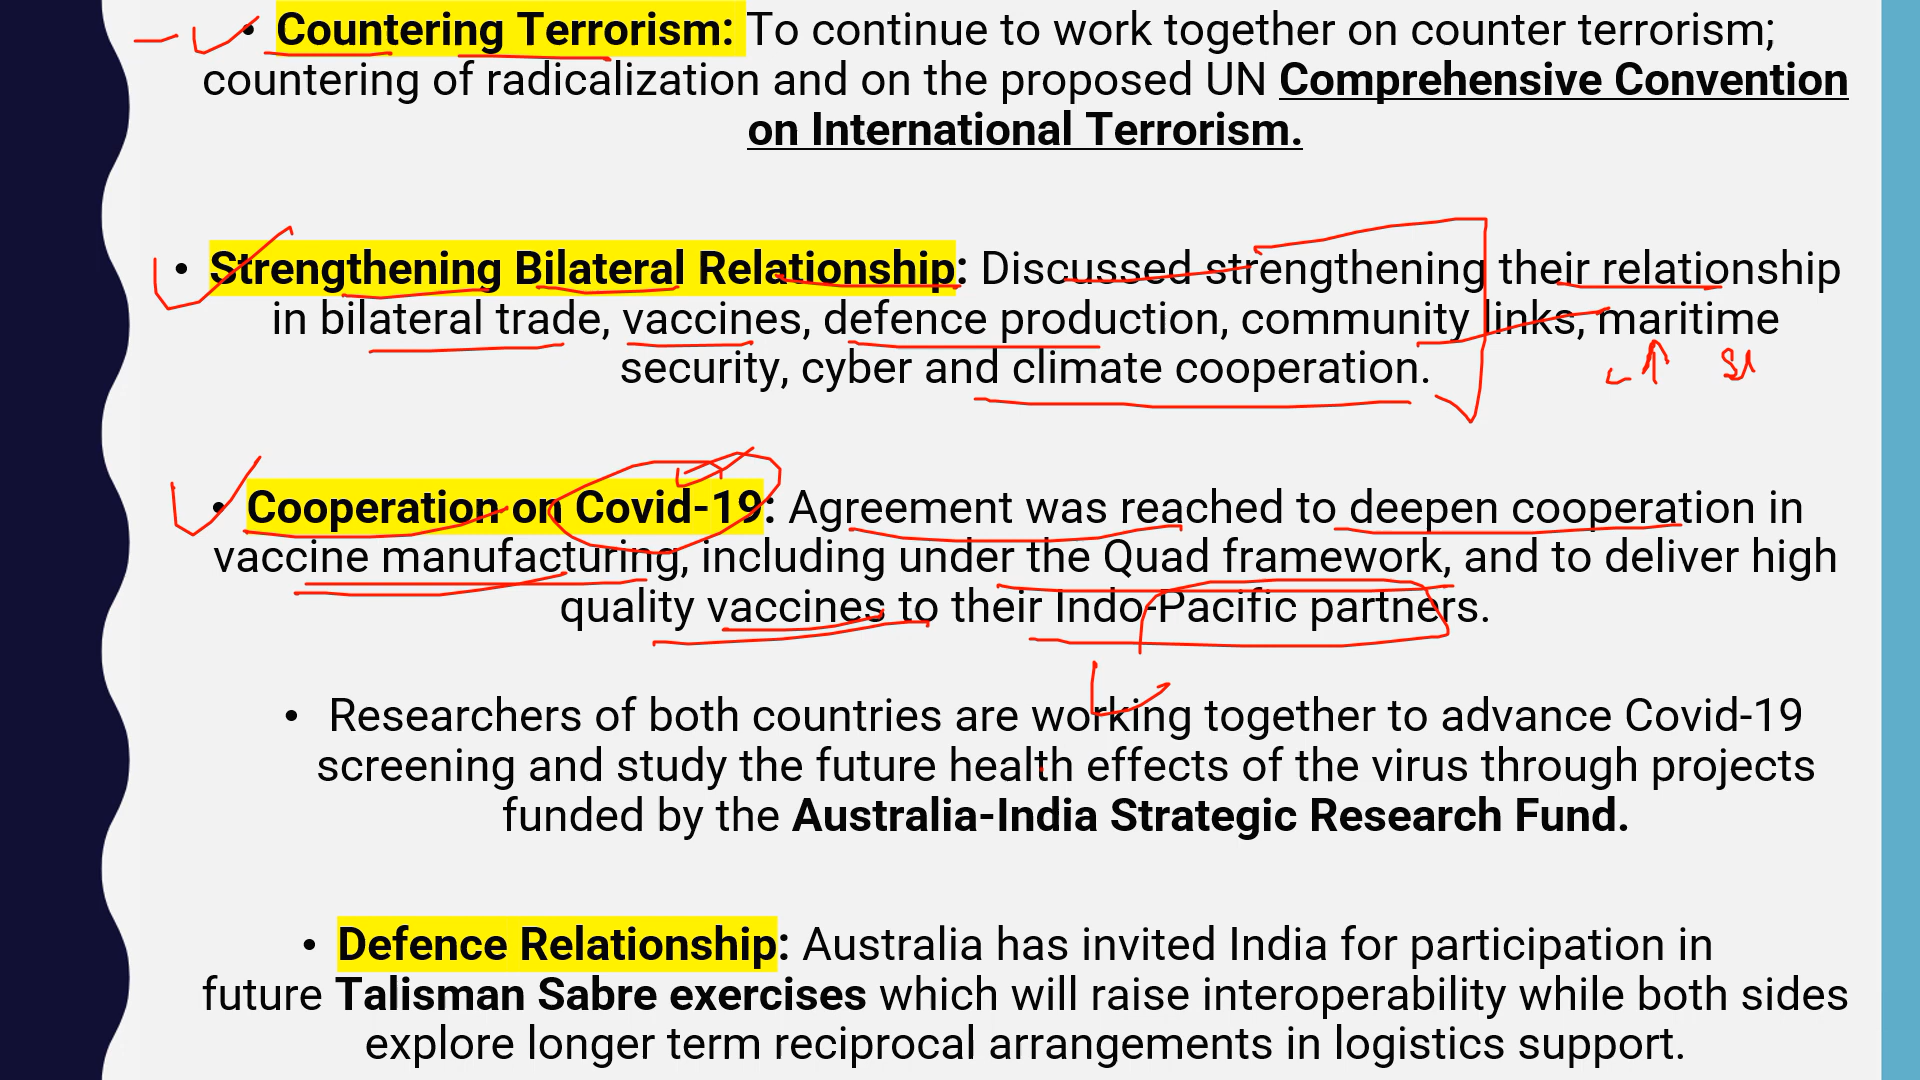 • Countering Terrorism: To continue to work together on counter terrorism;
countering of radicalization and on the proposed UN Comprehensive Convention
on International Terrorism.
• Strengthening Bilateral Relationship: Discussed strengthening their relationship
in bilateral trade, vaccines, defence production, community links, maritime
security, cyber and climate cooperation.
• Cooperation on Covid-19: Agreement was reached to deepen cooperation in
vaccine manufacturing, including under the Quad framework, and to deliver high
quality vaccines to their Indo-Pacific partners.
• Researchers of both countries are working together to advance Covid-19
screening and study the future health effects of the virus through projects
funded by the Australia-India Strategic Research Fund.
• Defence Relationship: Australia has invited India for participation in
future Talisman Sabre exercises which will raise interoperability while both sides
explore longer term reciprocal arrangements in logistics support.